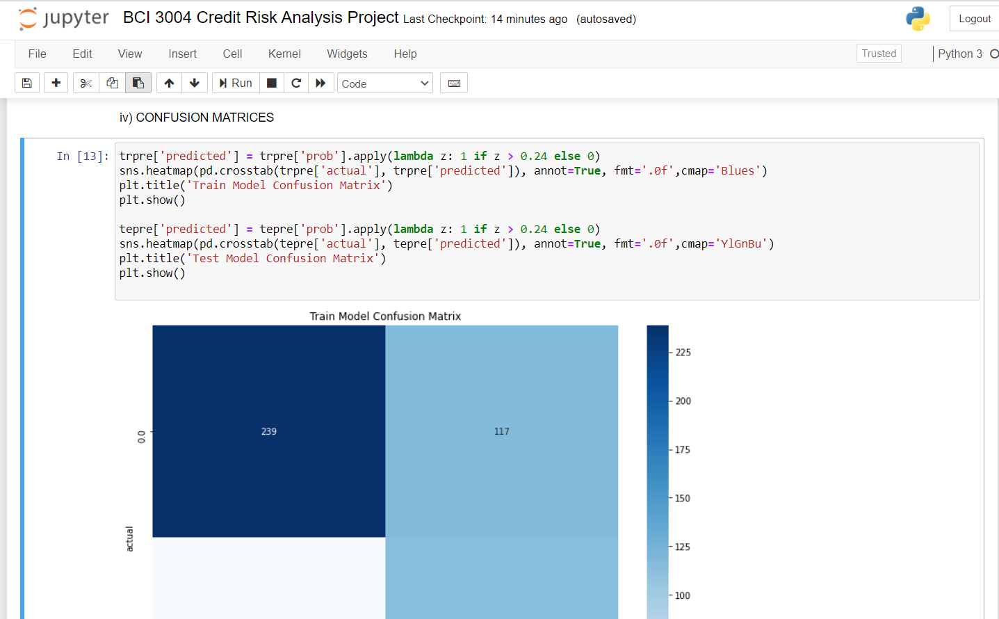 jupyter BCI 3004 Credit Risk Analysis Project Last Checkpoint: 14 minutes ago (autosaved) Logout
File Edit View Insert Cell Kernel Widgets Help Trusted Python 3
Run Code
iv) CONFUSION MATRICES
In [13]: trpre['predicted'] = trpre['prob'].apply(lambda z: 1 if z > 0.24 else 0)
sns.heatmap(pd.crosstab(trpre['actual'], trpre['predicted']), annot=True, fmt='.0f',cmap='Blues')
plt.title('Train Model Confusion Matrix')
plt.show()
tepre['predicted'] = tepre['prob'].apply(lambda z: 1 if z > 0.24 else 0)
sns.heatmap(pd.crosstab(tepre['actual'], tepre['predicted']), annot=True, fmt='.0f',cmap='YlGnBu')
plt.title('Test Model Confusion Matrix')
plt.show()
Train Model Confusion Matrix
225
200
0.0 239 117
175
150
actual
125
100